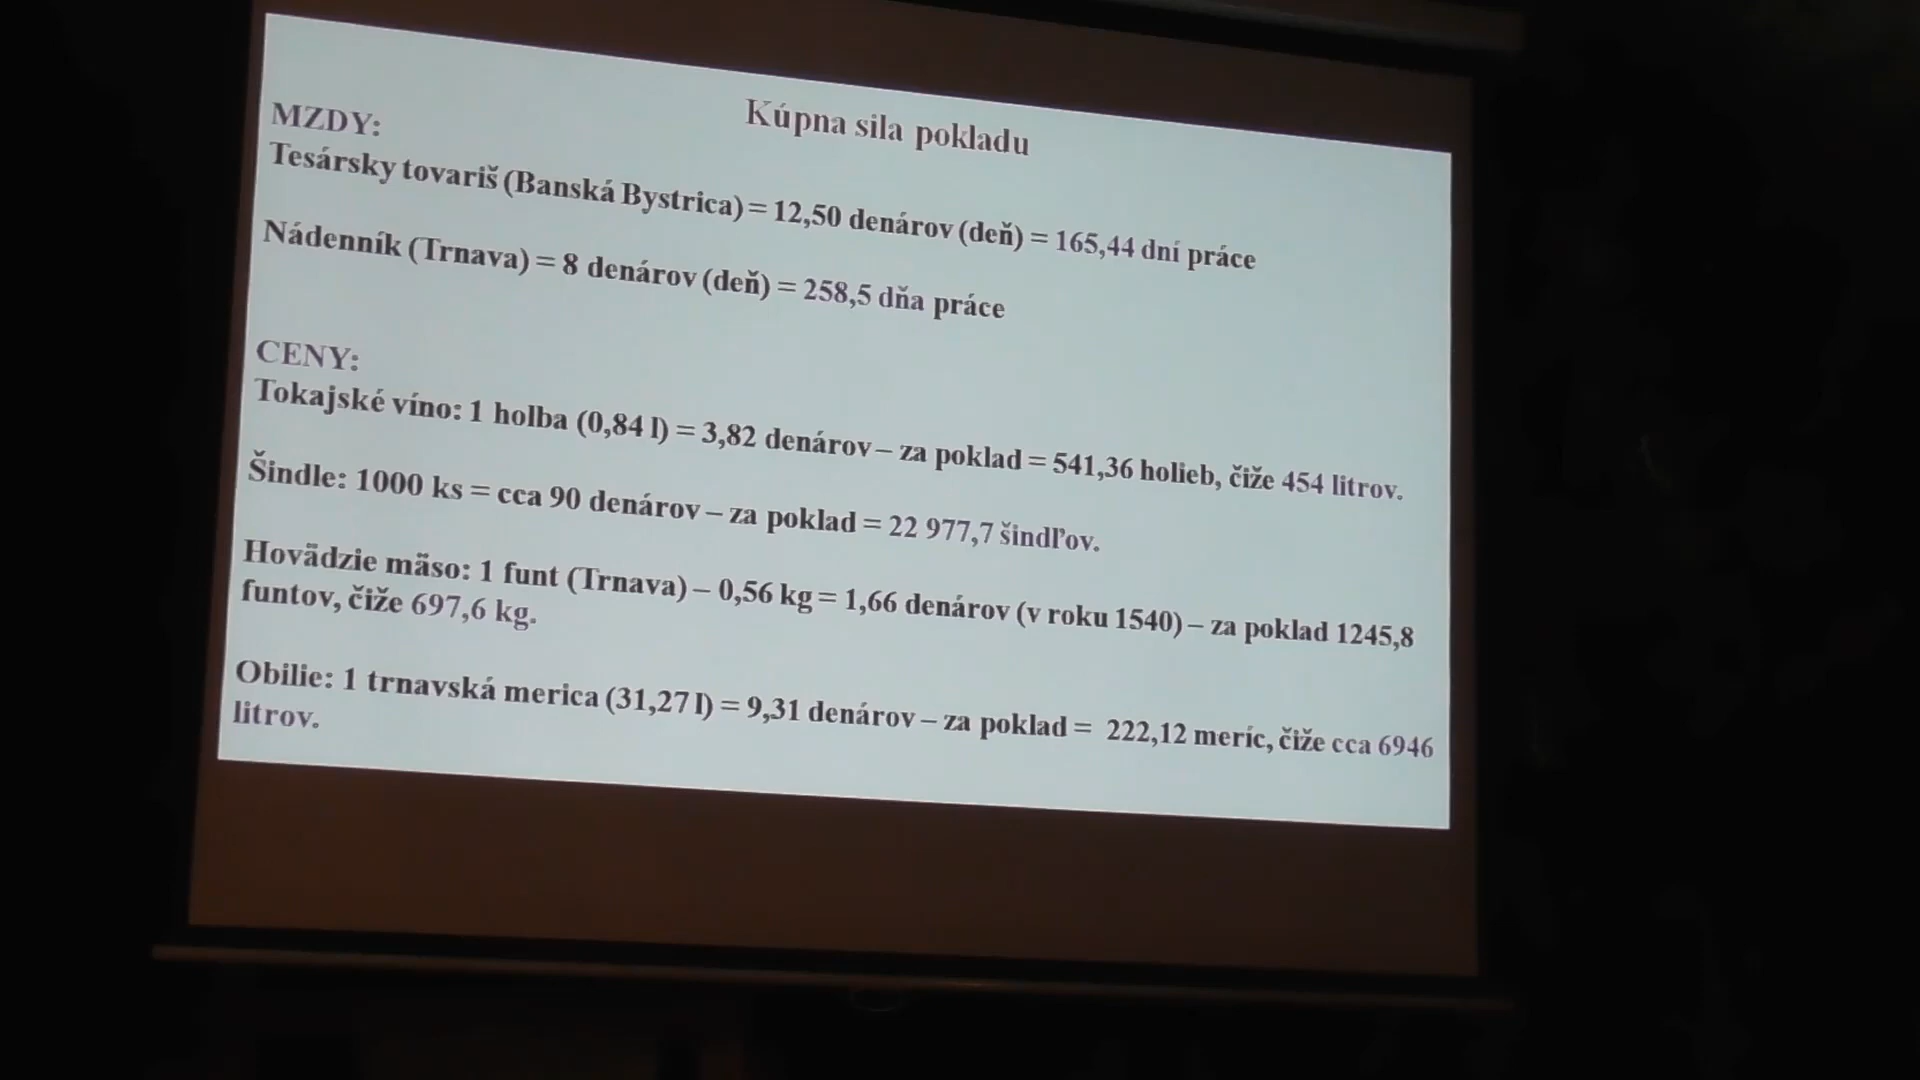 Kúpna sila pokladu
MZDY:
Tesársky tovariš (Banská Bystrica) = 12,50 denárov (deň) = 165,44 dní práce
Nádenník (Trnava) = 8 denárov (deň) = 258,5 dňa práce
CENY:
Tokajské víno: 1 holba (0,84 l) = 3,82 denárov – za poklad = 541,36 holieb, čiže 454 litrov.
Šindle: 1000 ks = cca 90 denárov – za poklad = 22 977,7 šindľov.
Hovädzie mäso: 1 funt (Trnava) – 0,56 kg = 1,66 denárov (v roku 1540) – za poklad 1245,8
funtov, čiže 697,6 kg.
Obilie: 1 trnavská merica (31,27 l) = 9,31 denárov – za poklad = 222,12 meríc, čiže cca 6946
litrov.